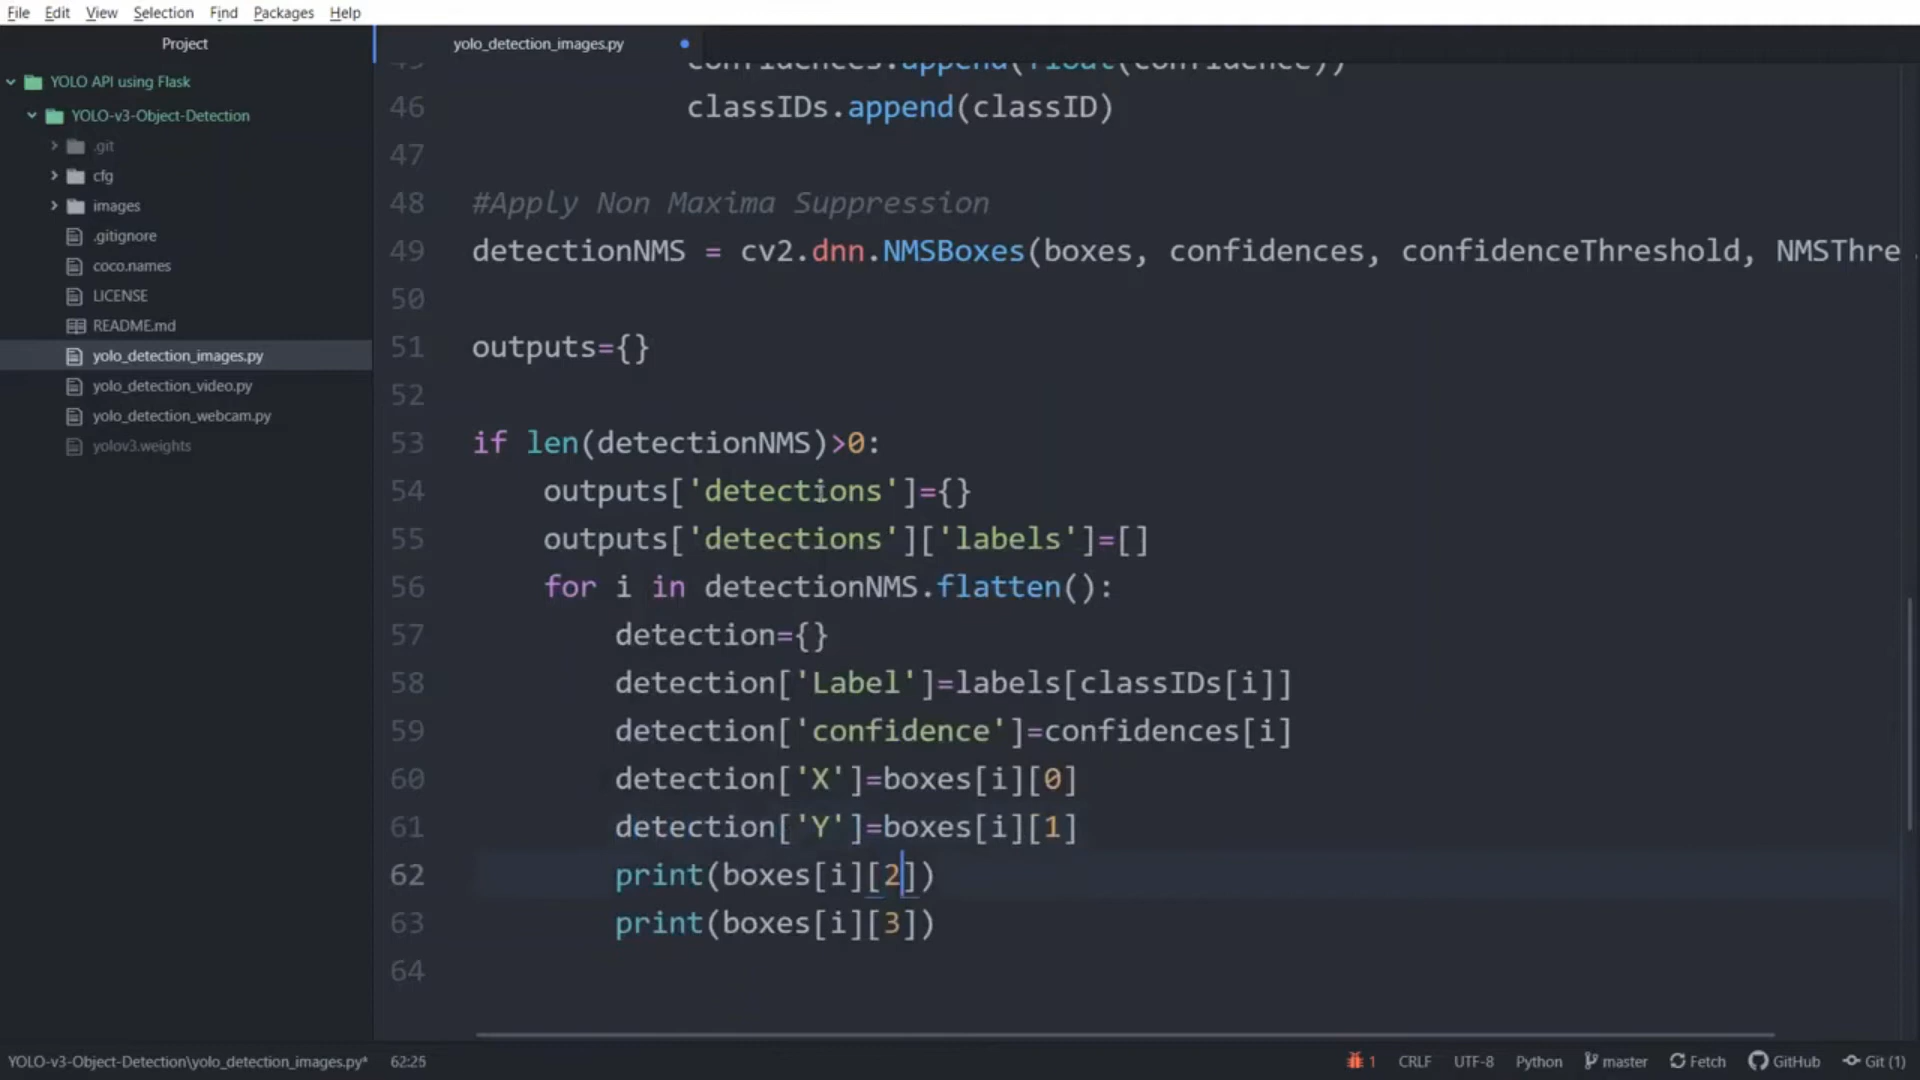 File Edit View Selection Find Packages Help
Project
yolo_detection_images.py
YOLO API using Flask
YOLO-v3-Object-Detection
.git
cfg
images
.gitignore
coco.names
LICENSE
README.md
yolo_detection_images.py
yolo_detection_video.py
yolo_detection_webcam.py
yolov3.weights
45 confidences.append(float(confidence))
46 classIDs.append(classID)
47
48 #Apply Non Maxima Suppression
49 detectionNMS = cv2.dnn.NMSBoxes(boxes, confidences, confidenceThreshold, NMSThre
50
51 outputs={}
52
53 if len(detectionNMS)>0:
54 outputs['detections']={}
55 outputs['detections']['labels']=[]
56 for i in detectionNMS.flatten():
57 detection={}
58 detection['Label']=labels[classIDs[i]]
59 detection['confidence']=confidences[i]
60 detection['X']=boxes[i][0]
61 detection['Y']=boxes[i][1]
62 print(boxes[i][2])
63 print(boxes[i][3])
64
YOLO-v3-Object-Detection\yolo_detection_images.py* 62:25 1 CRLF UTF-8 Python master Fetch GitHub Git (1)